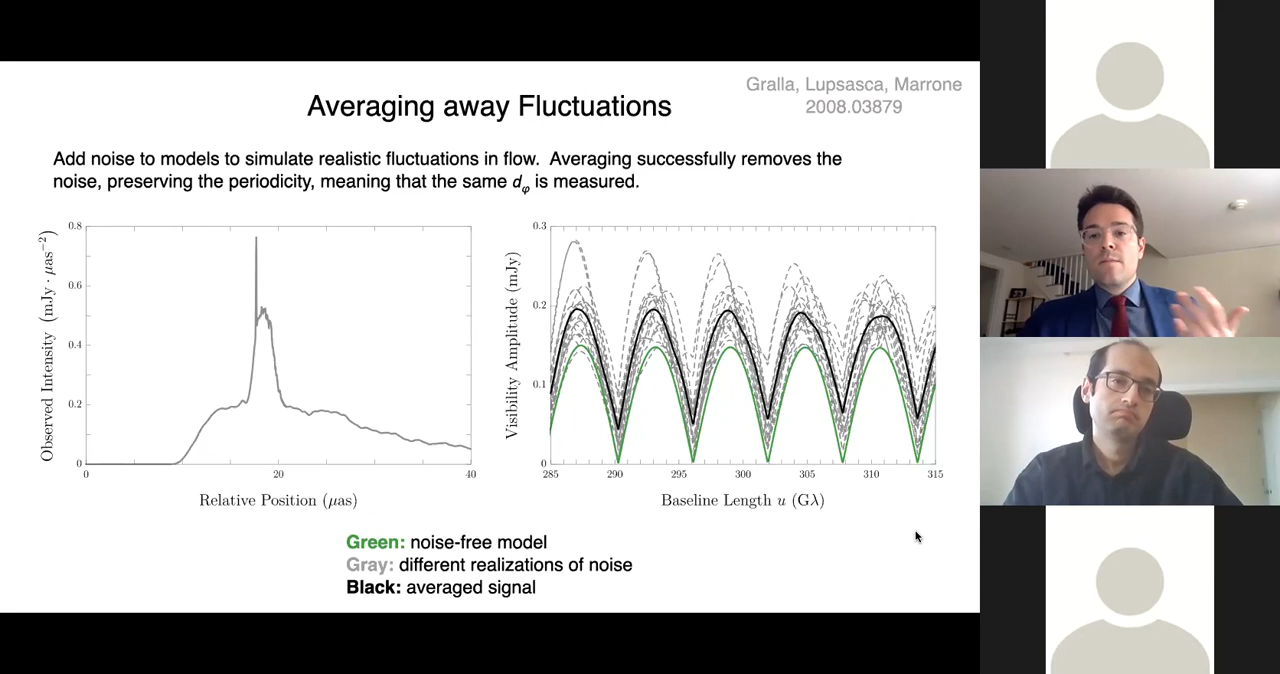 Gralla, Lupsasca, Marrone
2008.03879
Averaging away Fluctuations
Add noise to models to simulate realistic fluctuations in flow. Averaging successfully removes the
noise, preserving the periodicity, meaning that the same dφ is measured.
Observed Intensity (mJy · μas⁻²)
0.8
0.6
0.4
0.2
0
0
20
40
Relative Position (μas)
Visibility Amplitude (mJy)
0.3
0.2
0.1
0
285
290
295
300
305
310
315
Baseline Length u (Gλ)
Green: noise-free model
Gray: different realizations of noise
Black: averaged signal